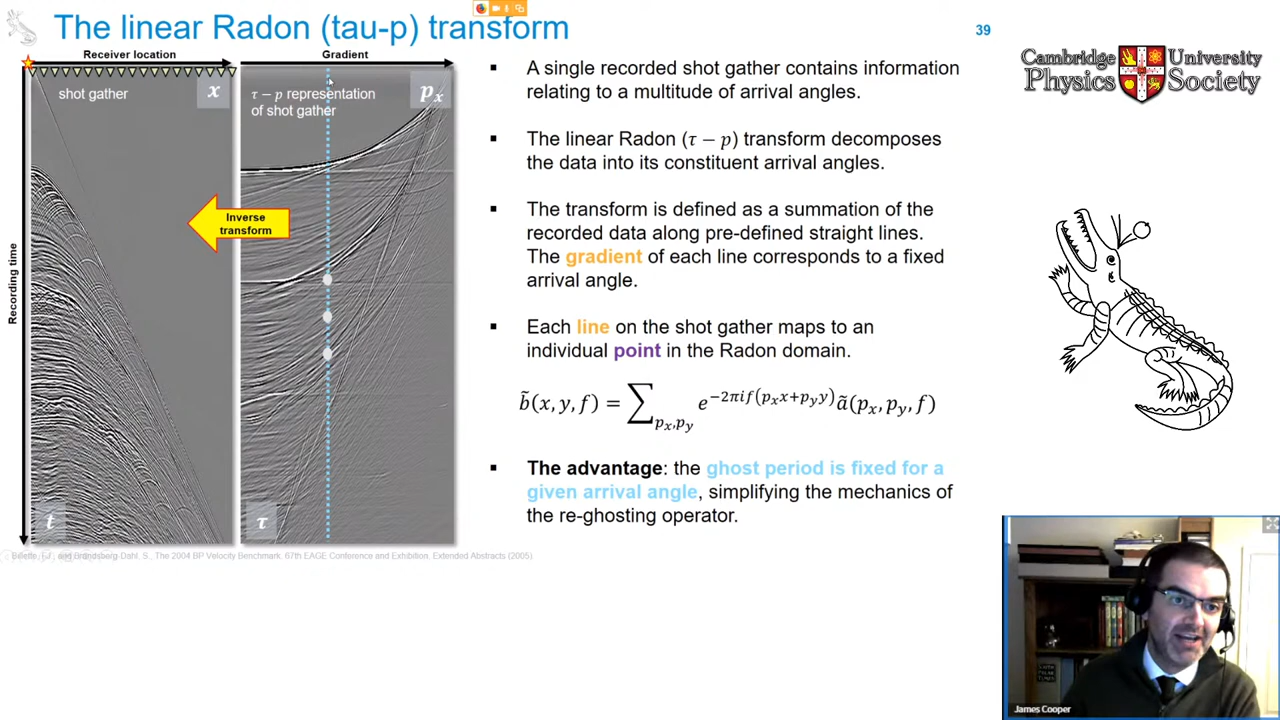 The linear Radon (tau-p) transform
39
Receiver location
Gradient
shot gather
x
τ − p representation
of shot gather
pₓ
Inverse
transform
Recording time
t
τ
Billette, F.J., and Brandsberg-Dahl, S., The 2004 BP Velocity Benchmark. 67th EAGE Conference and Exhibition. Extended Abstracts (2005)
▪ A single recorded shot gather contains information
relating to a multitude of arrival angles.
▪ The linear Radon (τ − p) transform decomposes
the data into its constituent arrival angles.
▪ The transform is defined as a summation of the
recorded data along pre-defined straight lines.
The gradient of each line corresponds to a fixed
arrival angle.
▪ Each line on the shot gather maps to an
individual point in the Radon domain.
b̃(x, y, f) = ∑_{pₓ,p_y} e^{−2πif(pₓx+p_yy)} ã(pₓ, p_y, f)
▪ The advantage: the ghost period is fixed for a
given arrival angle, simplifying the mechanics of
the re-ghosting operator.
Cambridge University
Physics Society
James Cooper